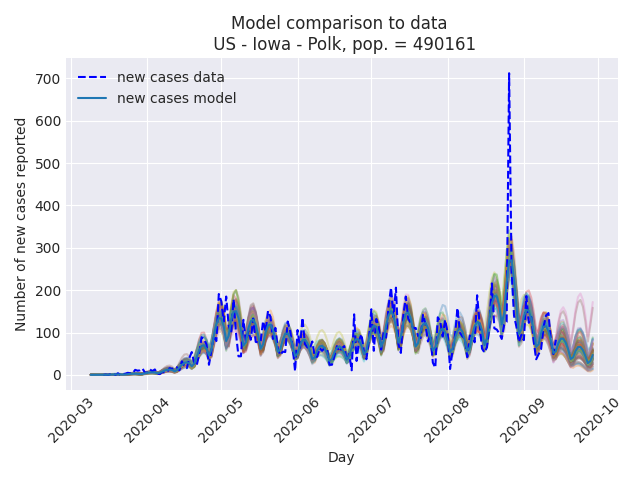 Model comparison to data
US - Iowa - Polk, pop. = 490161
new cases data
new cases model
Number of new cases reported
700
600
500
400
300
200
100
0
2020-03
2020-04
2020-05
2020-06
2020-07
2020-08
2020-09
2020-10
Day